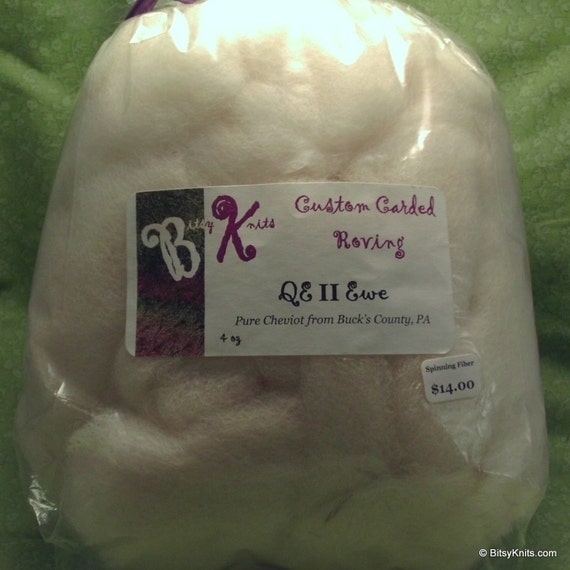 Bitsy Knits
Custom Carded
Roving
QE II Ewe
Pure Cheviot from Buck's County, PA
4 oz
Spinning Fiber
$14.00
© BitsyKnits.com